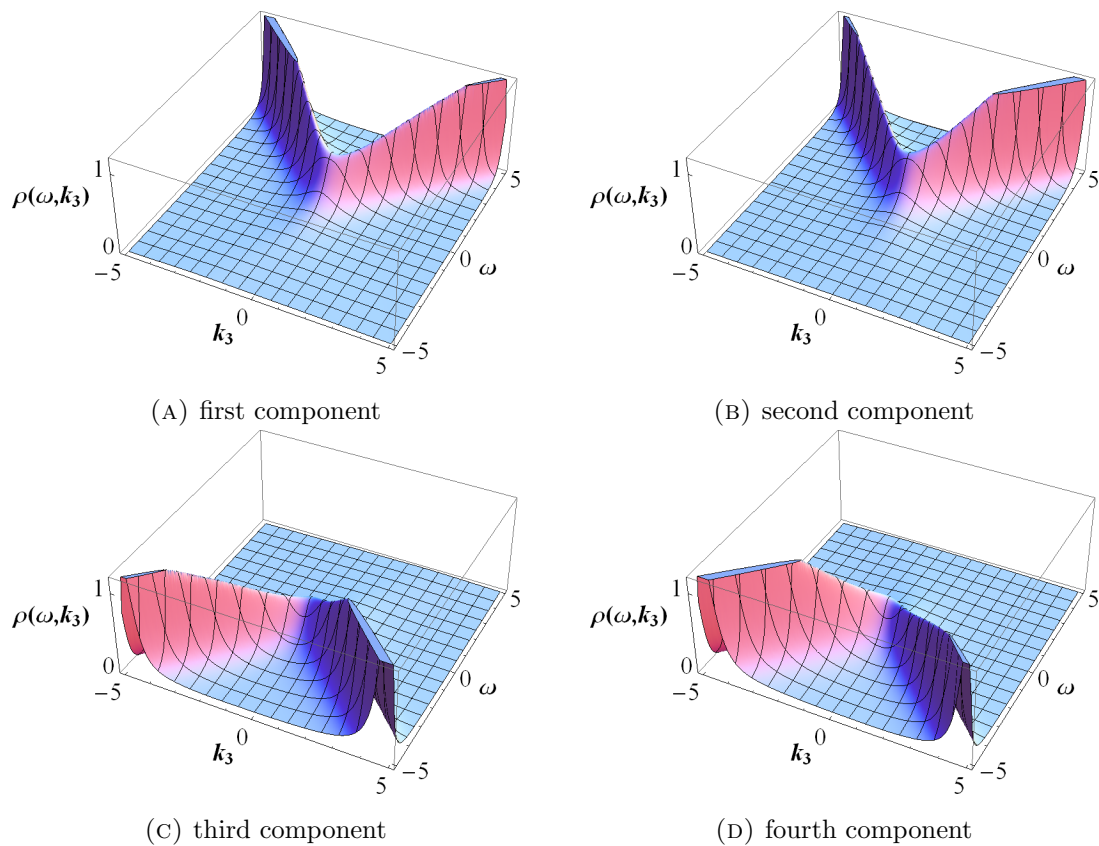 1
ρ(ω,k₃)
0
−5
0
k₃
5
−5
0
ω
5
(A) first component
1
ρ(ω,k₃)
0
−5
0
k₃
5
−5
0
ω
5
(B) second component
1
ρ(ω,k₃)
0
−5
0
k₃
5
−5
0
ω
5
(C) third component
1
ρ(ω,k₃)
0
−5
0
k₃
5
−5
0
ω
5
(D) fourth component